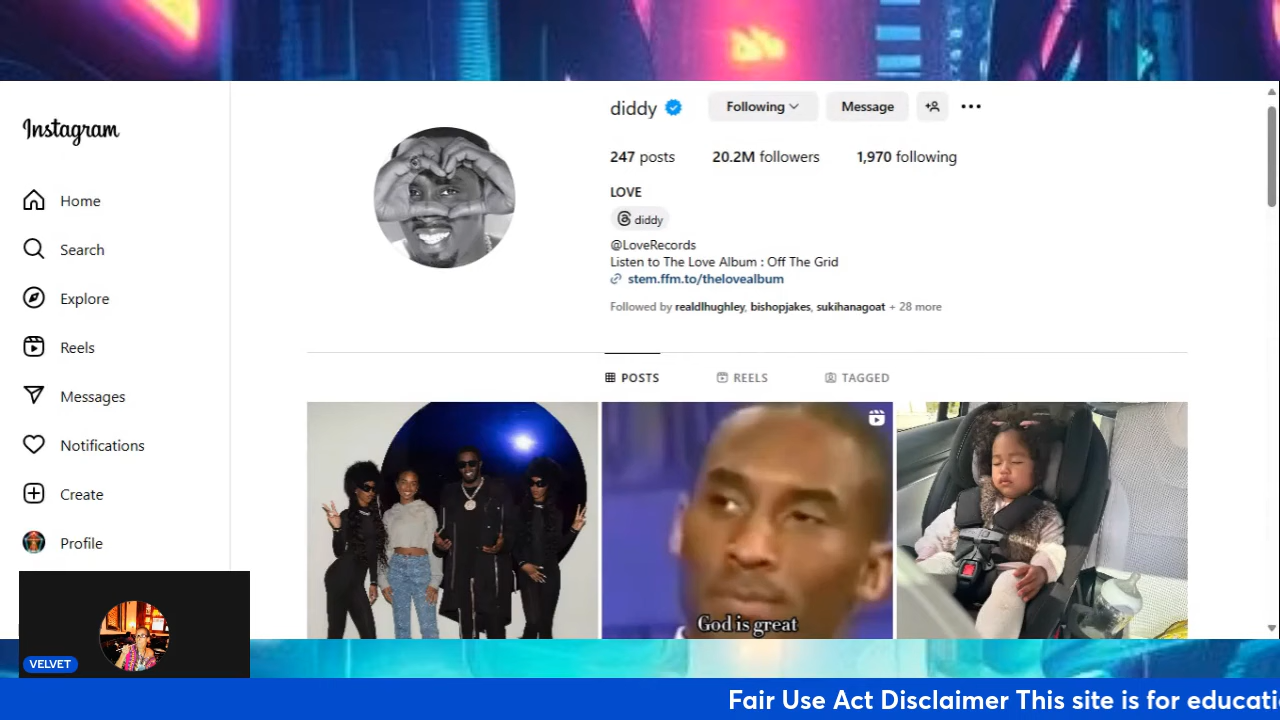 Instagram
Home
Search
Explore
Reels
Messages
Notifications
Create
Profile
diddy
Following
Message
247 posts
20.2M followers
1,970 following
LOVE
diddy
@LoveRecords
Listen to The Love Album : Off The Grid
stem.ffm.to/thelovealbum
Followed by realdlhughley, bishopjakes, sukihanagoat + 28 more
POSTS
REELS
TAGGED
God is great
VELVET
Fair Use Act Disclaimer This site is for educati